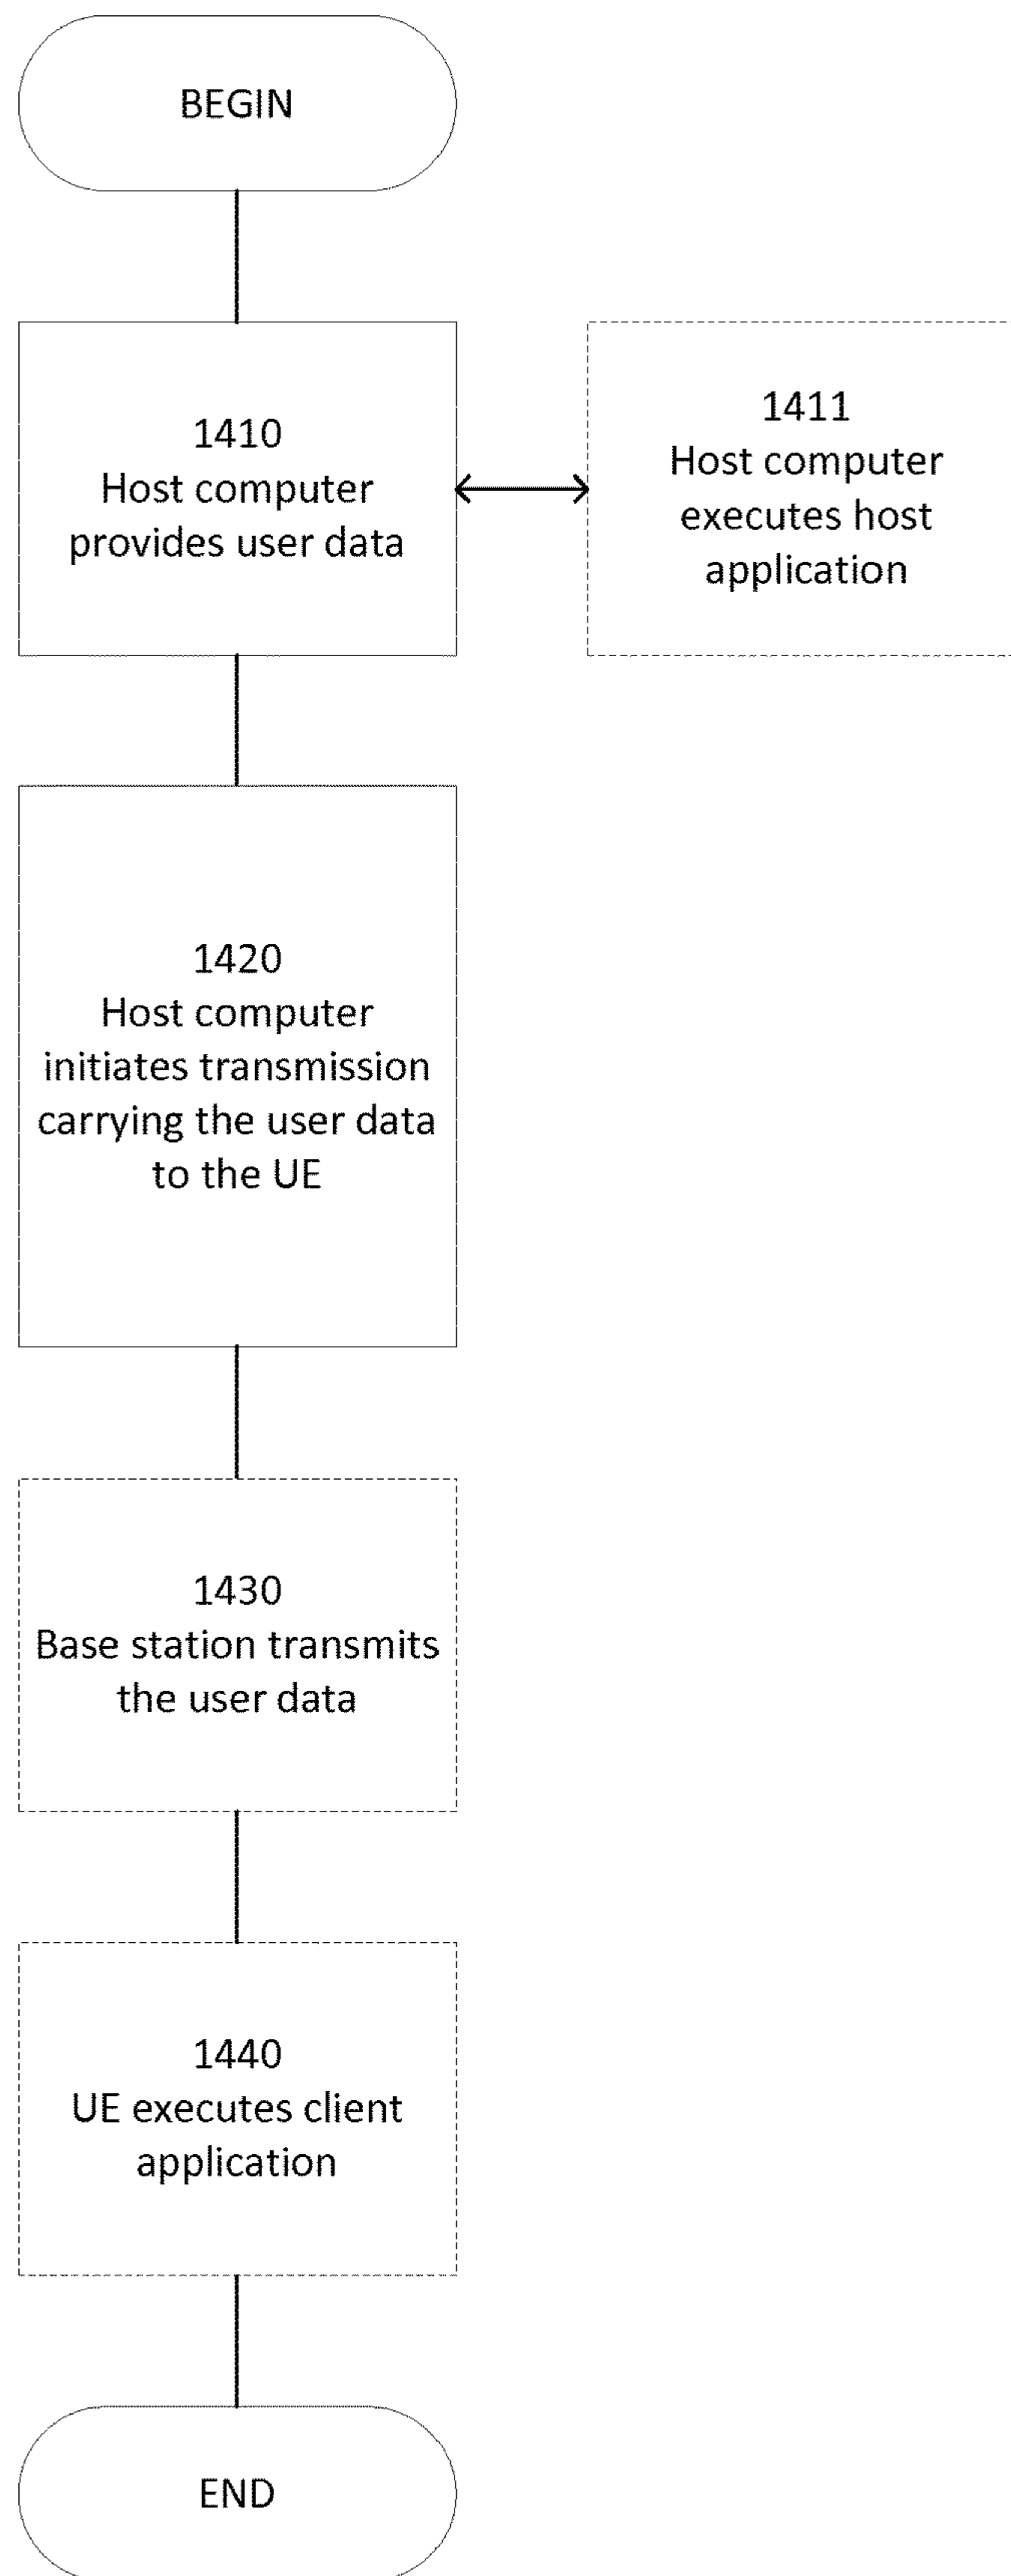 BEGIN
1410
Host computer
provides user data
1411
Host computer
executes host
application
1420
Host computer
initiates transmission
carrying the user data
to the UE
1430
Base station transmits
the user data
1440
UE executes client
application
END